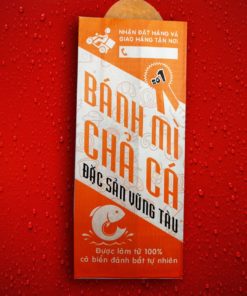 NHẬN ĐẶT HÀNG VÀ
GIAO HÀNG TẬN NƠI
SỐ 1
BÁNH MÌ
CHẢ CÁ
ĐẶC SẢN VŨNG TÀU
Được làm từ 100%
cá biển đánh bắt tự nhiên